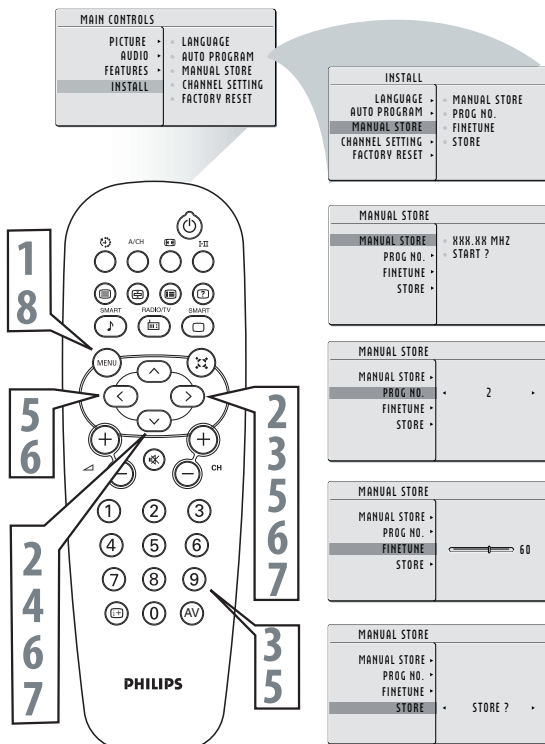 MAIN CONTROLS
PICTURE
AUDIO
FEATURES
INSTALL
LANGUAGE
AUTO PROGRAM
MANUAL STORE
CHANNEL SETTING
FACTORY RESET
INSTALL
LANGUAGE
AUTO PROGRAM
MANUAL STORE
CHANNEL SETTING
FACTORY RESET
MANUAL STORE
PROG NO.
FINETUNE
STORE
MANUAL STORE
MANUAL STORE
PROG NO.
FINETUNE
STORE
XXX.XX MHZ
START ?
MANUAL STORE
MANUAL STORE
PROG NO. 2
FINETUNE
STORE
MANUAL STORE
MANUAL STORE
PROG NO.
FINETUNE 60
STORE
MANUAL STORE
MANUAL STORE
PROG NO.
FINETUNE
STORE STORE ?
A/CH I-II
SMART RADIO/TV SMART
MENU
CH
1 2 3
4 5 6
7 8 9
i+ 0 AV
PHILIPS
1
8
5
6
2
4
6
7
2
3
5
6
7
3
5